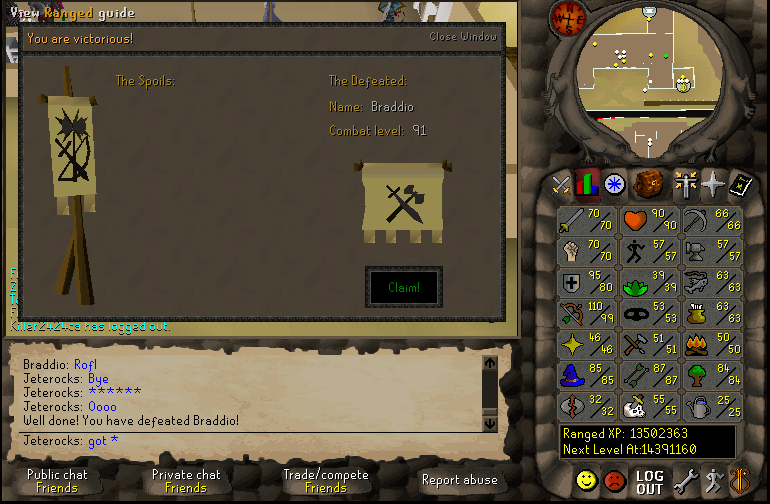 View Ranged guide
You are victorious!
Close Window
The Spoils:
The Defeated:
Name: Braddio
Combat level: 91
Claim!
has logged out.
Braddio: Rofl
Jeterocks: Bye
Jeterocks: ******
Jeterocks: Oooo
Well done! You have defeated Braddio!
Jeterocks: got *
Public chat
Friends
Private chat
Friends
Trade/compete
Friends
Report abuse
70/70
90/90
66/66
70/70
57/57
57/57
95/80
39/39
63/63
110/99
53/53
63/63
46/46
51/51
50/50
85/85
87/87
84/84
32/32
55/55
25/25
Ranged XP: 13502363
Next Level At:14391160
LOG
OUT